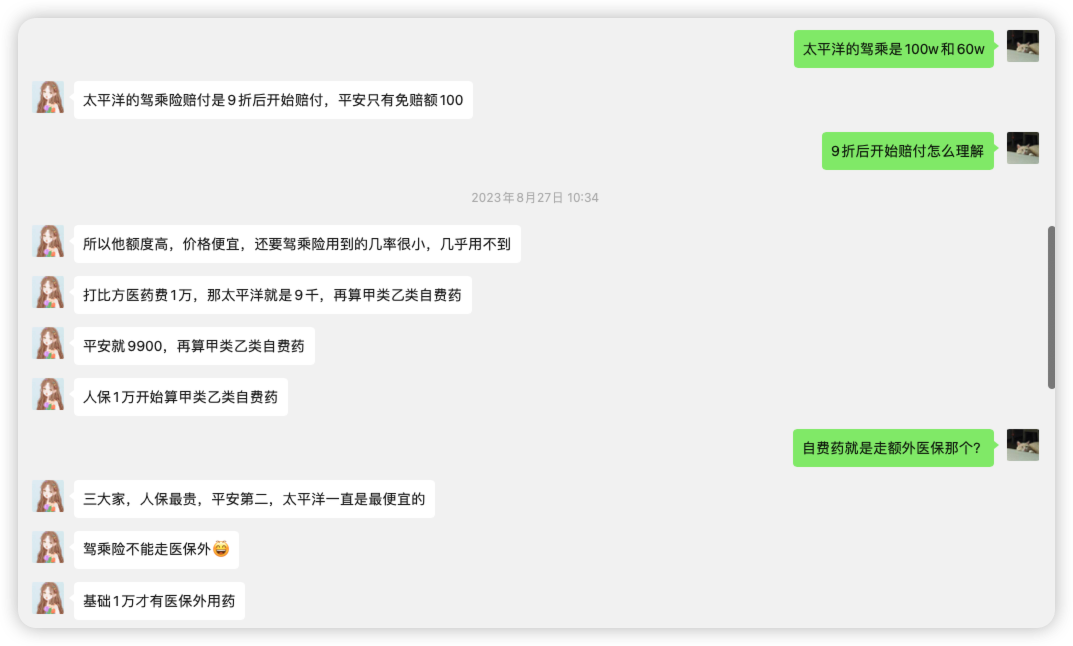 太平洋的驾乘是100w和60w
太平洋的驾乘险赔付是9折后开始赔付，平安只有免赔额100
9折后开始赔付怎么理解
2023年8月27日 10:34
所以他额度高，价格便宜，还要驾乘险用到的几率很小，几乎用不到
打比方医药费1万，那太平洋就是9千，再算甲类乙类自费药
平安就9900，再算甲类乙类自费药
人保1万开始算甲类乙类自费药
自费药就是走额外医保那个？
三大家，人保最贵，平安第二，太平洋一直是最便宜的
驾乘险不能走医保外😄
基础1万才有医保外用药